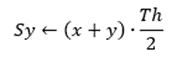 Sy ← (x + y) · Th/2